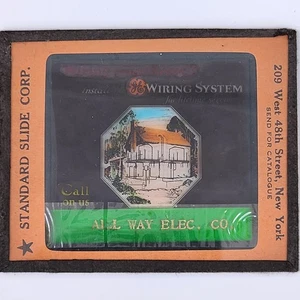 STANDARD SLIDE CORP.
WIRING SYSTEM
Call
on us
ALL WAY ELEC. CO.
209 West 48th Street, New York
SEND FOR CATALOGUE